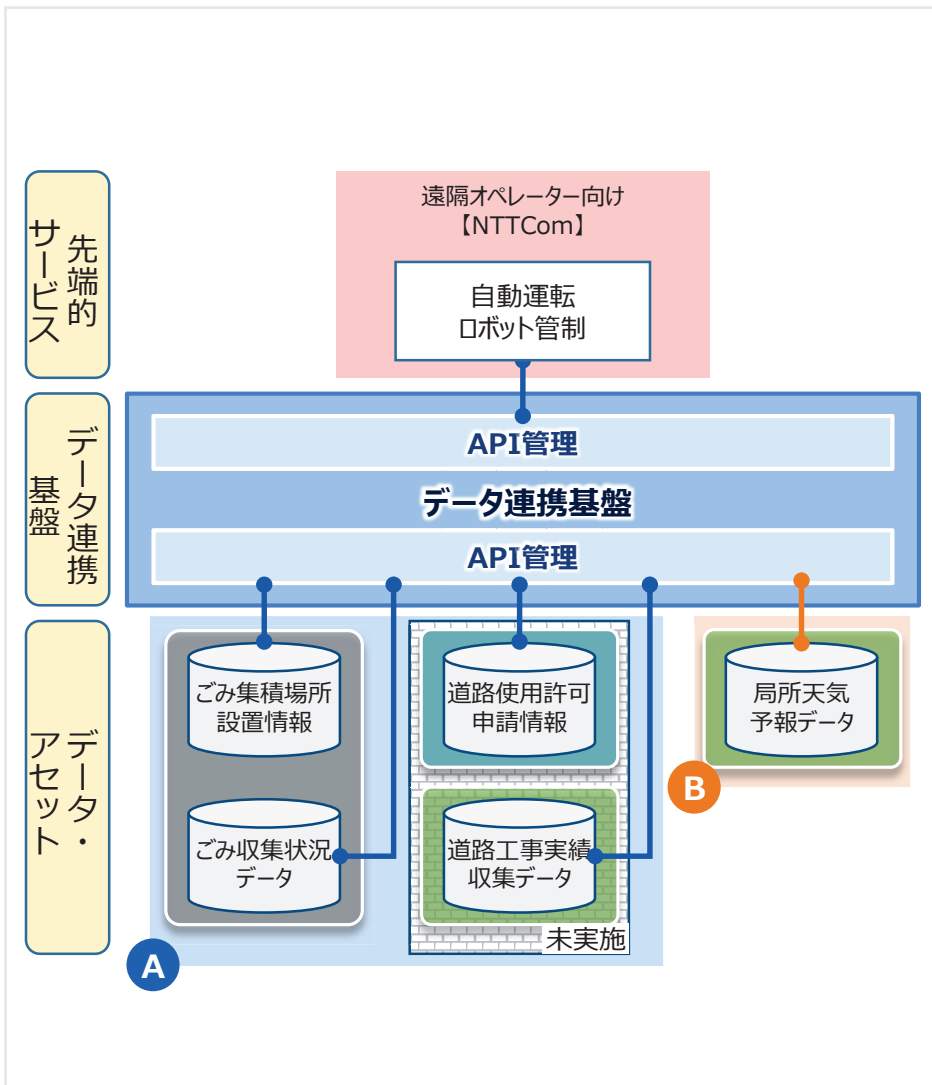 先端的
サービス
遠隔オペレーター向け
【NTTCom】
自動運転
ロボット管制
データ連携
基盤
API管理
データ連携基盤
API管理
データ・
アセット
ごみ集積場所
設置情報
道路使用許可
申請情報
局所天気
予報データ
B
ごみ収集状況
データ
道路工事実績
収集データ
未実施
A